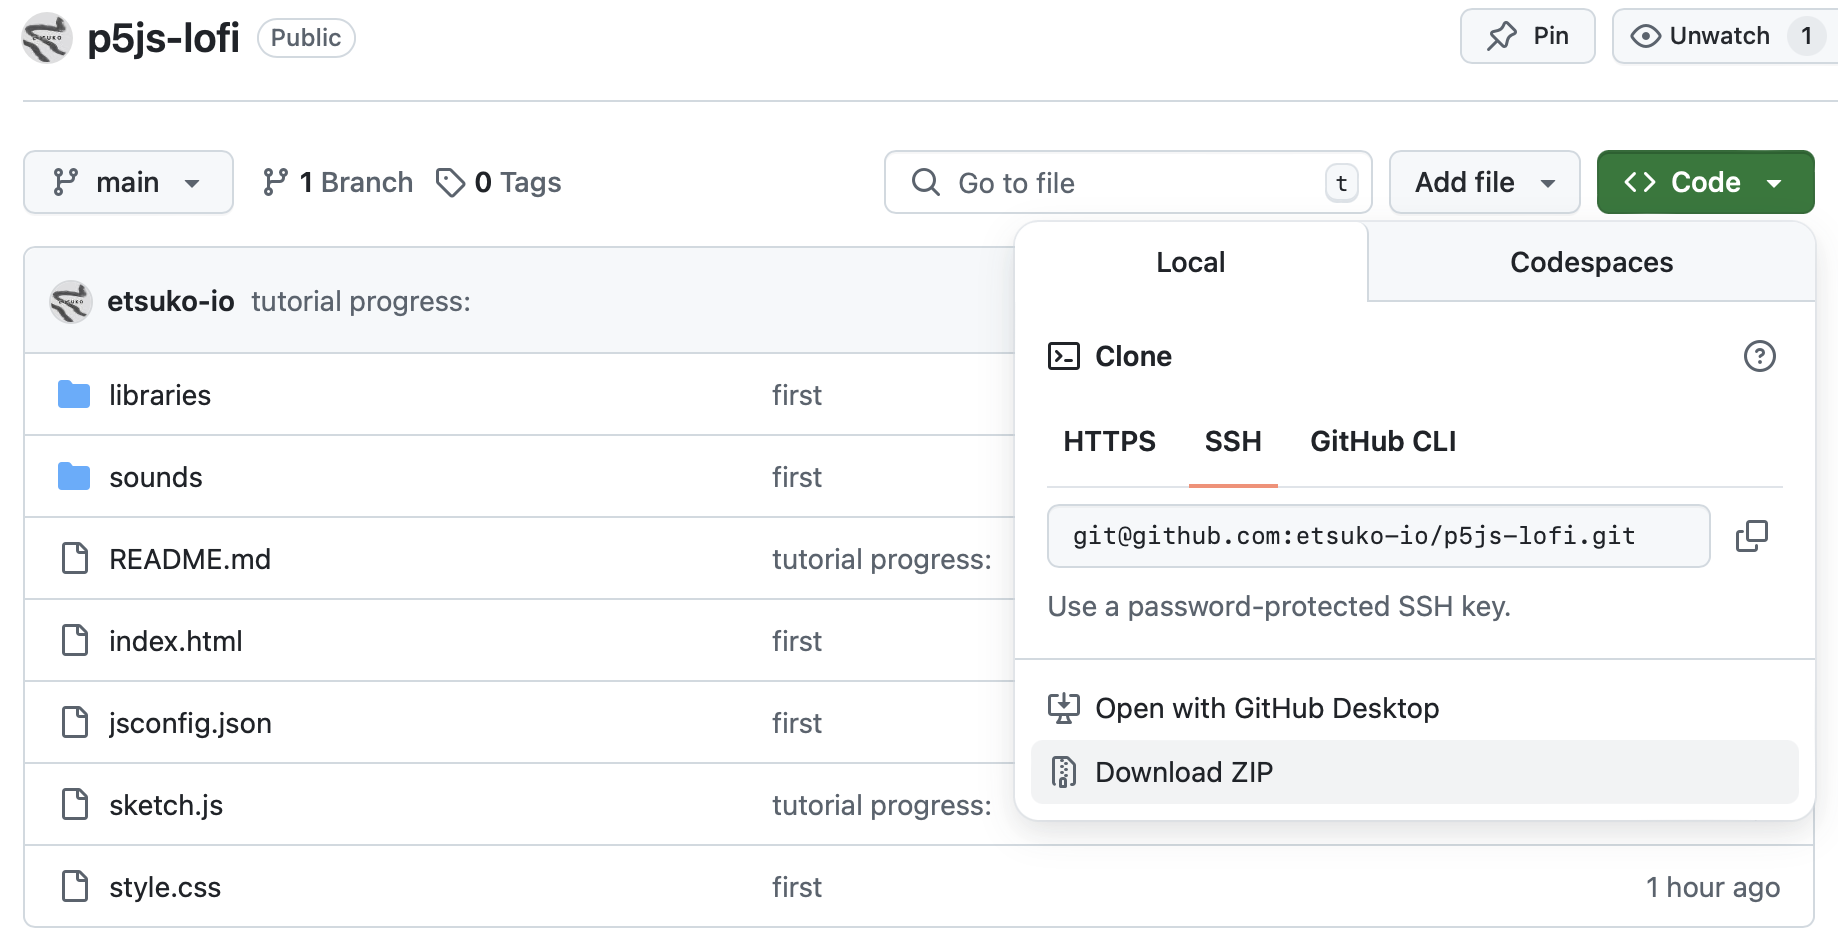 p5js-lofi Public Pin Unwatch 1
main 1 Branch 0 Tags Go to file t Add file Code
etsuko-io tutorial progress:
libraries first
sounds first
README.md tutorial progress:
index.html first
jsconfig.json first
sketch.js tutorial progress:
style.css first 1 hour ago
Local Codespaces
Clone
HTTPS SSH GitHub CLI
git@github.com:etsuko-io/p5js-lofi.git
Use a password-protected SSH key.
Open with GitHub Desktop
Download ZIP